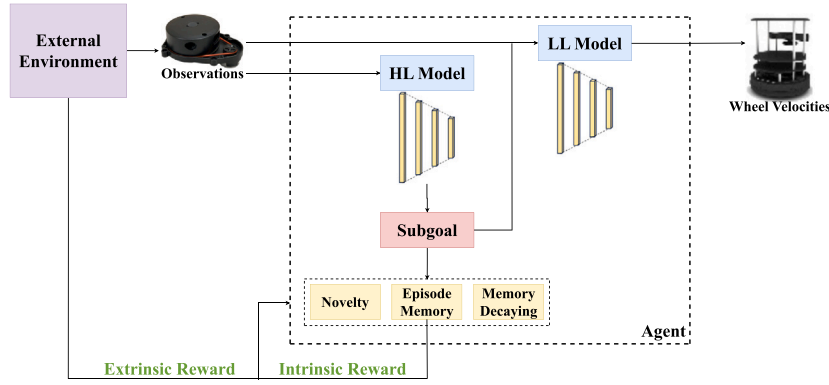 External
Environment
Observations
HL Model
LL Model
Wheel Velocities
Subgoal
Novelty
Episode
Memory
Memory
Decaying
Agent
Extrinsic Reward
Intrinsic Reward